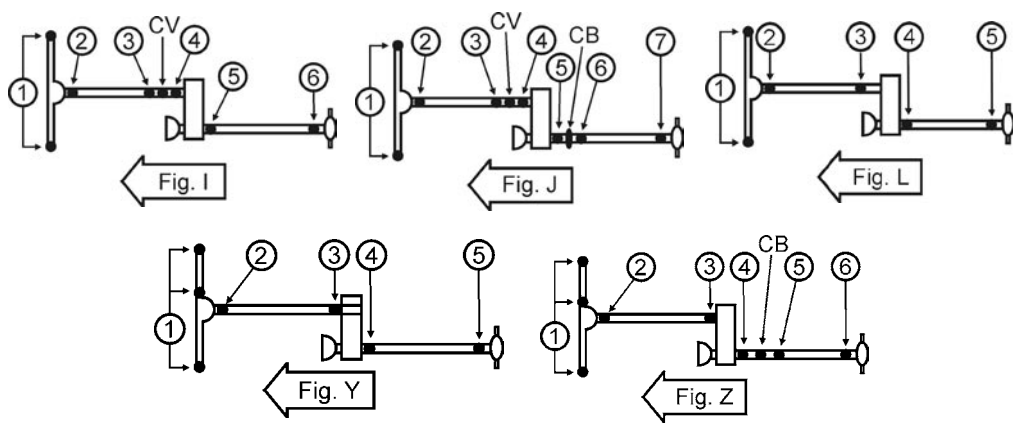 CV
2 3 4
1
5 6
Fig. I
CV
2 3 4 CB 7
1
5 6
Fig. J
2 3 4 5
1
Fig. L
2 3 4 5
1
Fig. Y
CB
2 3 4 5 6
1
Fig. Z